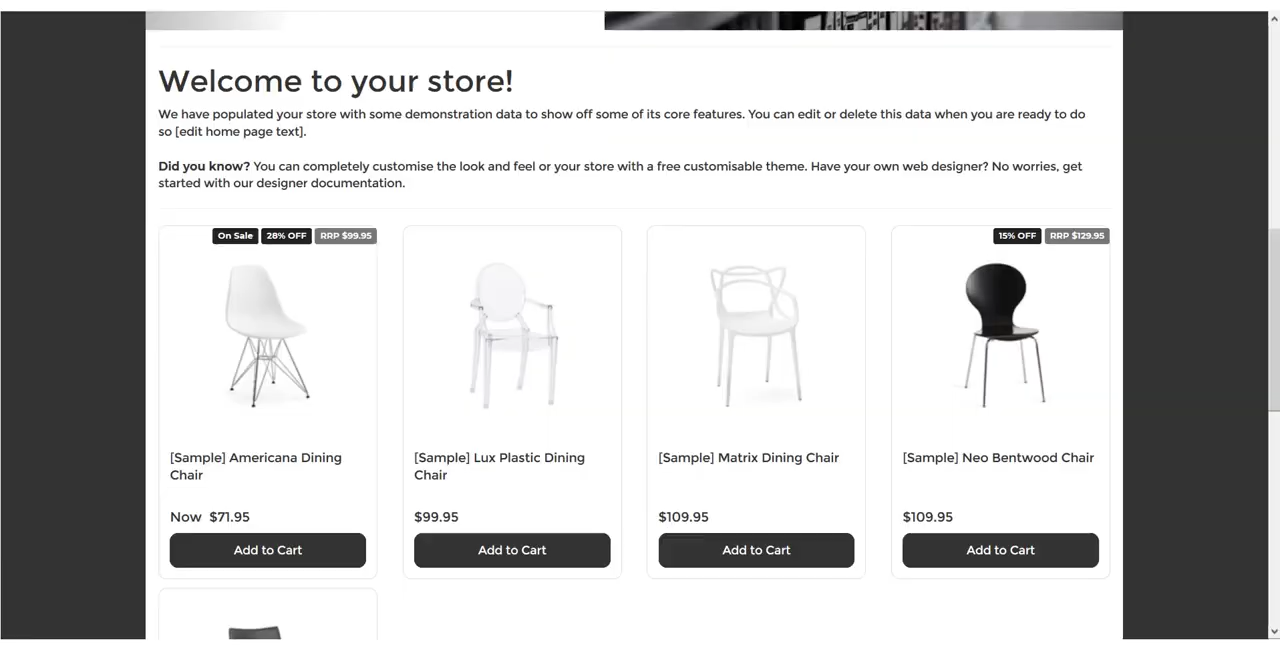 Welcome to your store!
We have populated your store with some demonstration data to show off some of its core features. You can edit or delete this data when you are ready to do
so [edit home page text].
Did you know? You can completely customise the look and feel or your store with a free customisable theme. Have your own web designer? No worries, get
started with our designer documentation.
On Sale 28% OFF RRP $99.95
15% OFF RRP $129.95
[Sample] Americana Dining
Chair
[Sample] Lux Plastic Dining
Chair
[Sample] Matrix Dining Chair
[Sample] Neo Bentwood Chair
Now $71.95
$99.95
$109.95
$109.95
Add to Cart
Add to Cart
Add to Cart
Add to Cart